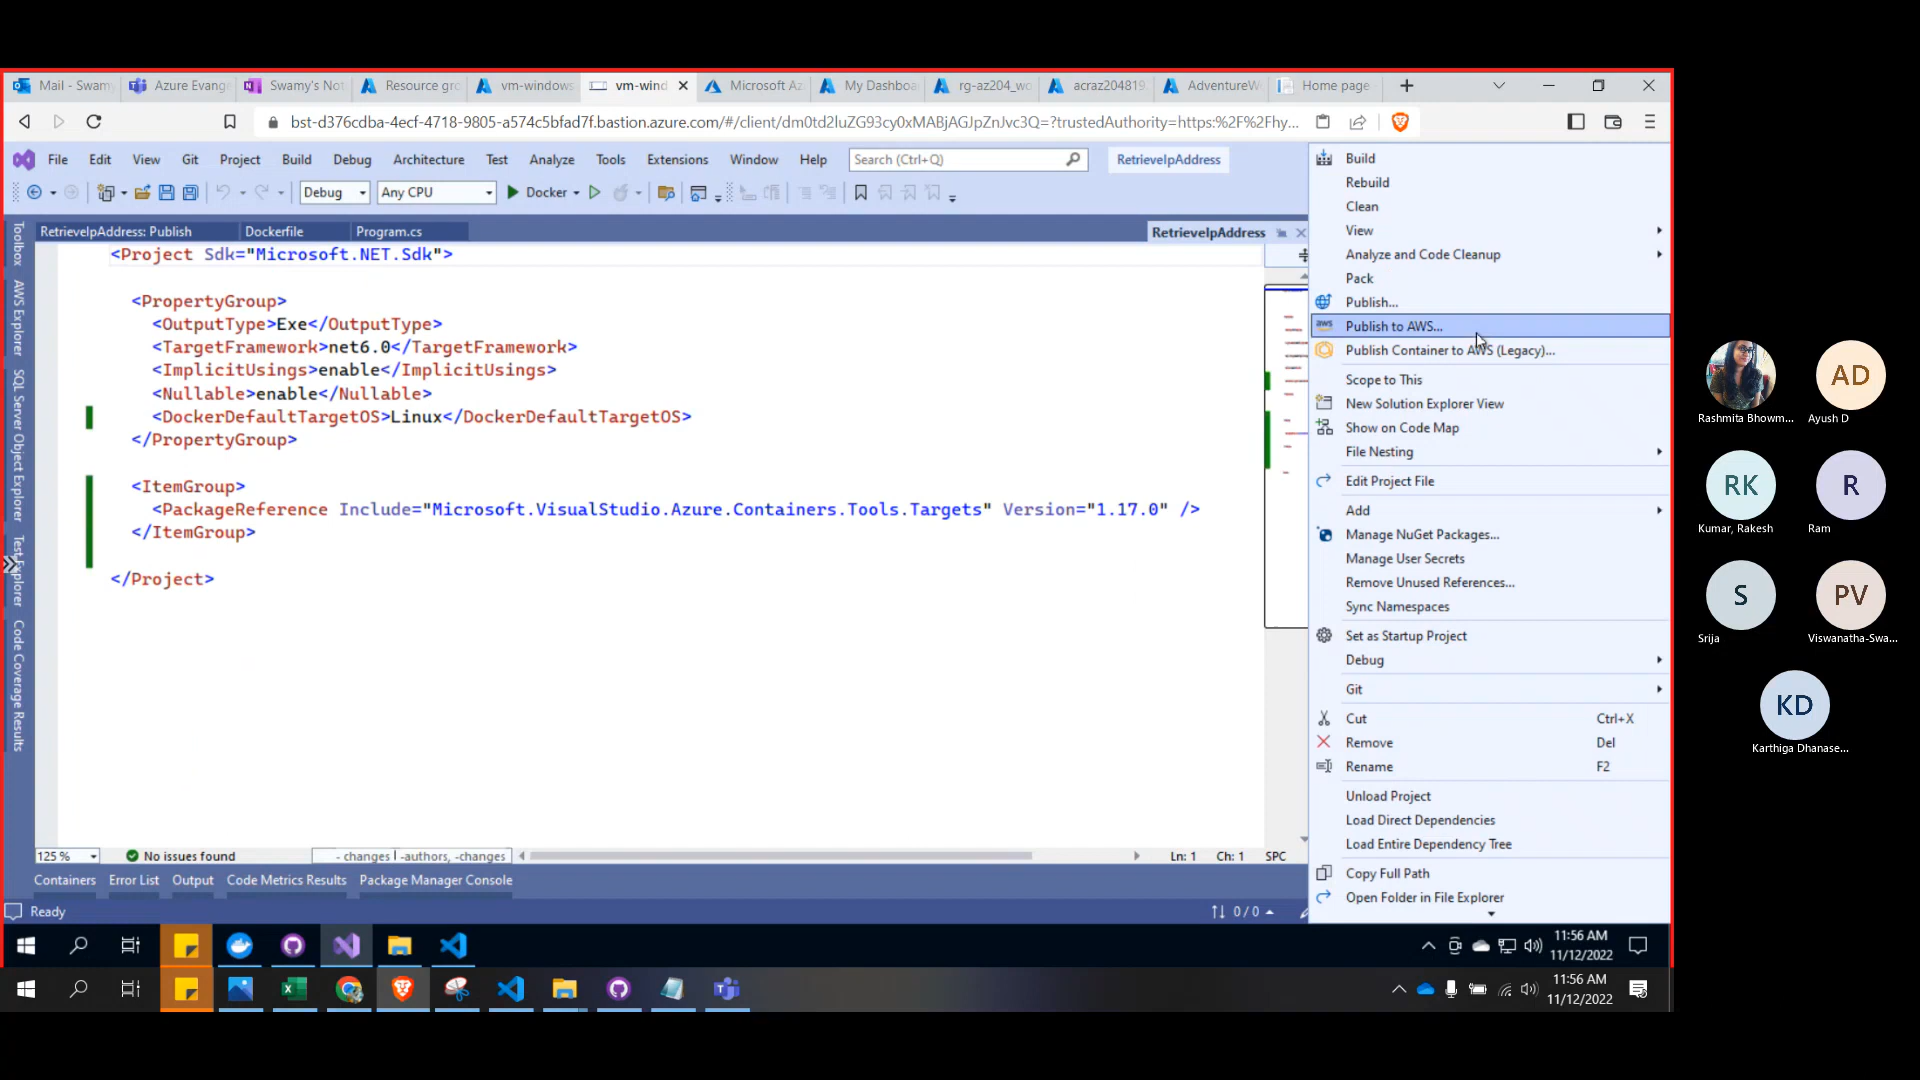 Mail - Swamy
Azure Evange
Swamy's Not
Resource gro
vm-windows
vm-wind
Microsoft Az
My Dashboa
rg-az204_wo
acraz204819
AdventureW
Home page
bst-d376cdba-4ecf-4718-9805-a574c5bfad7f.bastion.azure.com/#/client/dm0td2luZG93cy0xMABjAGJpZnJvc3Q=?trustedAuthority=https:%2F%2Fhy...
File Edit View Git Project Build Debug Architecture Test Analyze Tools Extensions Window Help
Search (Ctrl+Q)
RetrieveIpAddress
Debug
Any CPU
Docker
RetrieveIpAddress: Publish
Dockerfile
Program.cs
RetrieveIpAddress
Toolbox
AWS Explorer
SQL Server Object Explorer
Test Explorer
Code Coverage Results
<Project Sdk="Microsoft.NET.Sdk">
<PropertyGroup>
<OutputType>Exe</OutputType>
<TargetFramework>net6.0</TargetFramework>
<ImplicitUsings>enable</ImplicitUsings>
<Nullable>enable</Nullable>
<DockerDefaultTargetOS>Linux</DockerDefaultTargetOS>
</PropertyGroup>
<ItemGroup>
<PackageReference Include="Microsoft.VisualStudio.Azure.Containers.Tools.Targets" Version="1.17.0" />
</ItemGroup>
</Project>
125 %
No issues found
- changes | -authors, -changes
Ln: 1 Ch: 1 SPC
Containers Error List Output Code Metrics Results Package Manager Console
Ready
0 / 0
Build
Rebuild
Clean
View
Analyze and Code Cleanup
Pack
Publish...
aws Publish to AWS...
Publish Container to AWS (Legacy)...
Scope to This
New Solution Explorer View
Show on Code Map
File Nesting
Edit Project File
Add
Manage NuGet Packages...
Manage User Secrets
Remove Unused References...
Sync Namespaces
Set as Startup Project
Debug
Git
Cut Ctrl+X
Remove Del
Rename F2
Unload Project
Load Direct Dependencies
Load Entire Dependency Tree
Copy Full Path
Open Folder in File Explorer
11:56 AM
11/12/2022
11:56 AM
11/12/2022
AD
Rashmita Bhowm... Ayush D
RK R
Kumar, Rakesh Ram
S PV
Srija Viswanatha-Swa...
KD
Karthiga Dhanase...